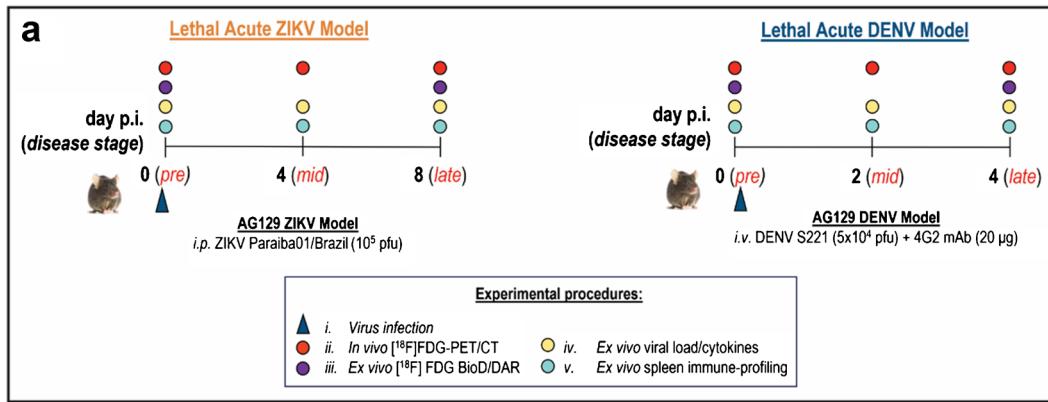 a
Lethal Acute ZIKV Model
day p.i.
(disease stage)
0 (pre) 4 (mid) 8 (late)
AG129 ZIKV Model
i.p. ZIKV Paraiba01/Brazil (10⁵ pfu)
Lethal Acute DENV Model
day p.i.
(disease stage)
0 (pre) 2 (mid) 4 (late)
AG129 DENV Model
i.v. DENV S221 (5x10⁴ pfu) + 4G2 mAb (20 µg)
Experimental procedures:
i. Virus infection
ii. In vivo [¹⁸F]FDG-PET/CT
iii. Ex vivo [¹⁸F] FDG BioD/DAR
iv. Ex vivo viral load/cytokines
v. Ex vivo spleen immune-profiling